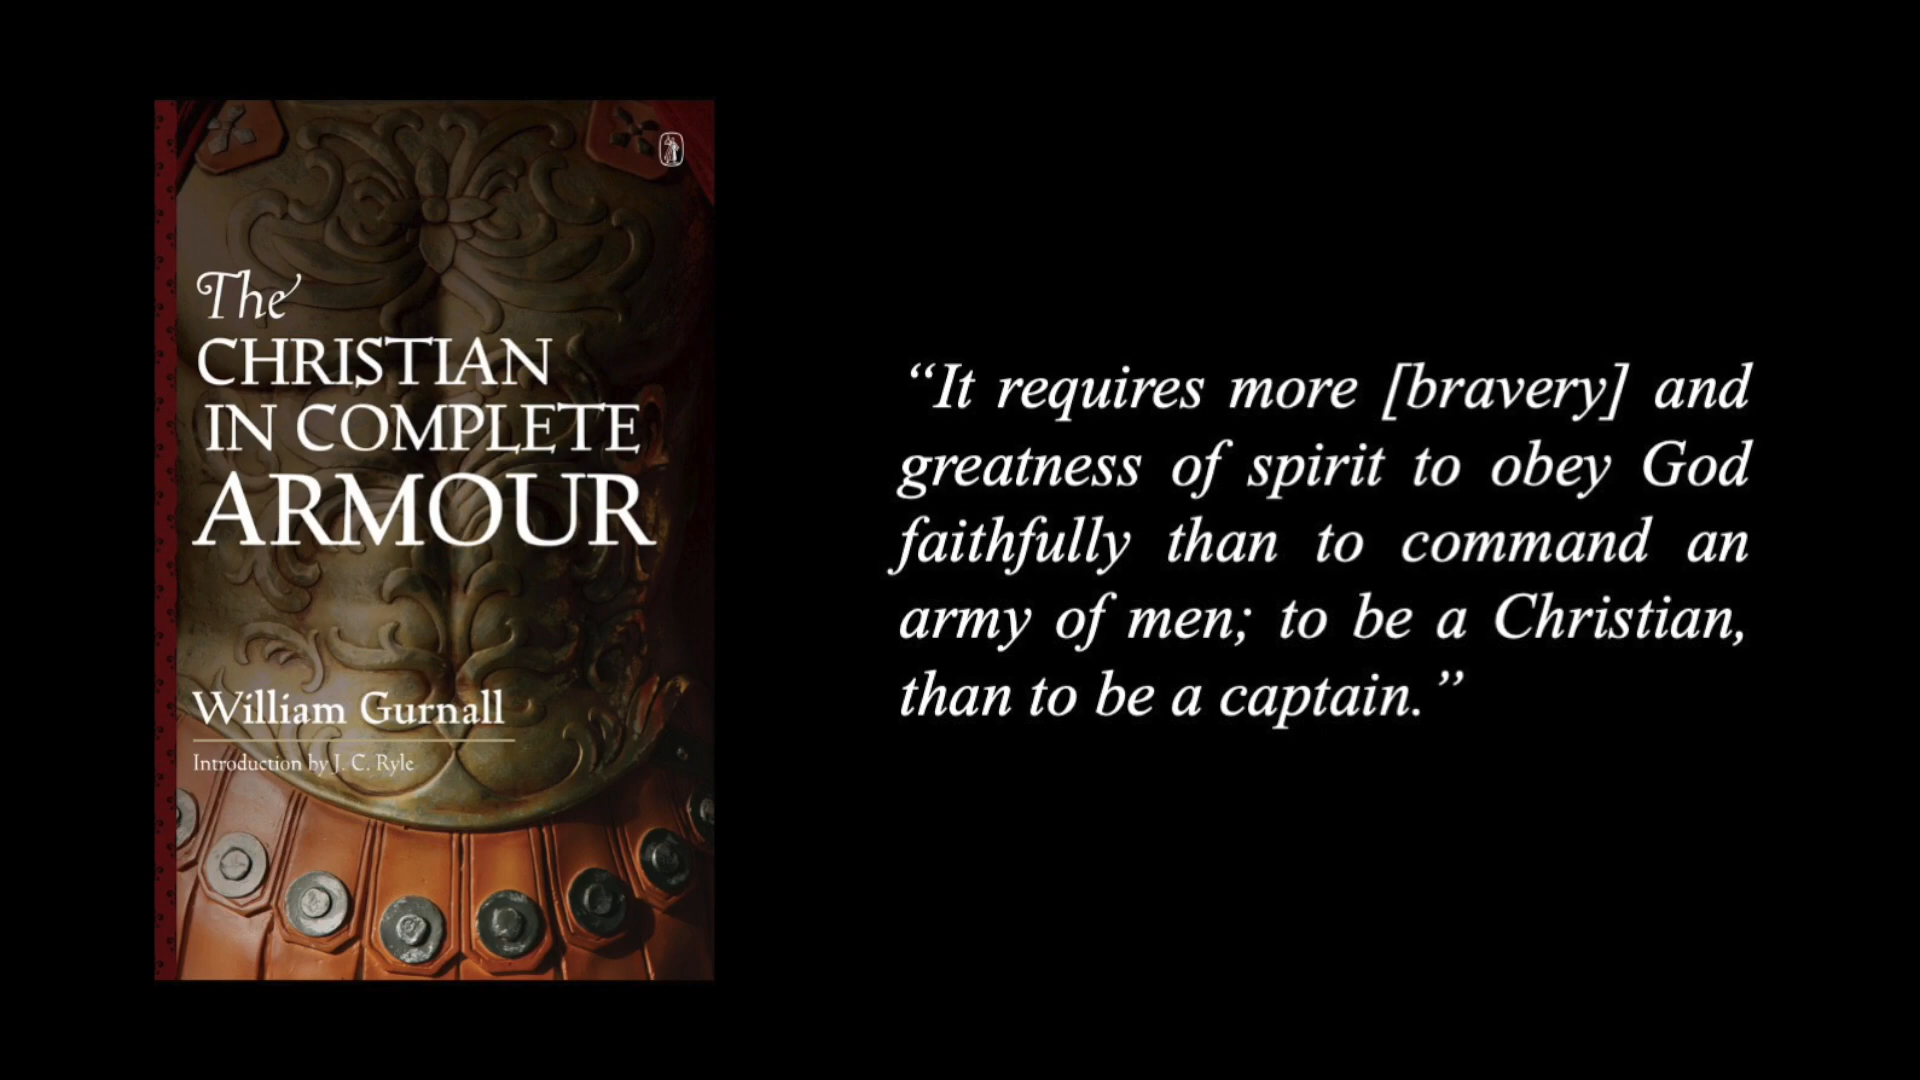 The
CHRISTIAN
IN COMPLETE
ARMOUR
William Gurnall
Introduction by J. C. Ryle
“It requires more [bravery] and
greatness of spirit to obey God
faithfully than to command an
army of men; to be a Christian,
than to be a captain.”